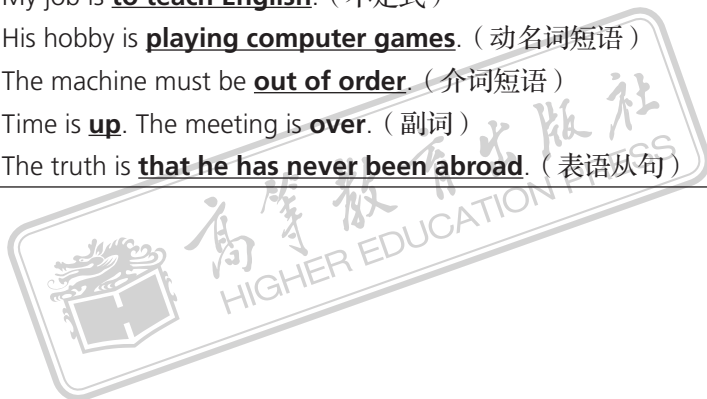 My job is to teach English.（不定式）
His hobby is playing computer games.（动名词短语）
The machine must be out of order.（介词短语）
Time is up. The meeting is over.（副词）
The truth is that he has never been abroad.（表语从句）
高等教育出版社
HIGHER EDUCATION PRESS